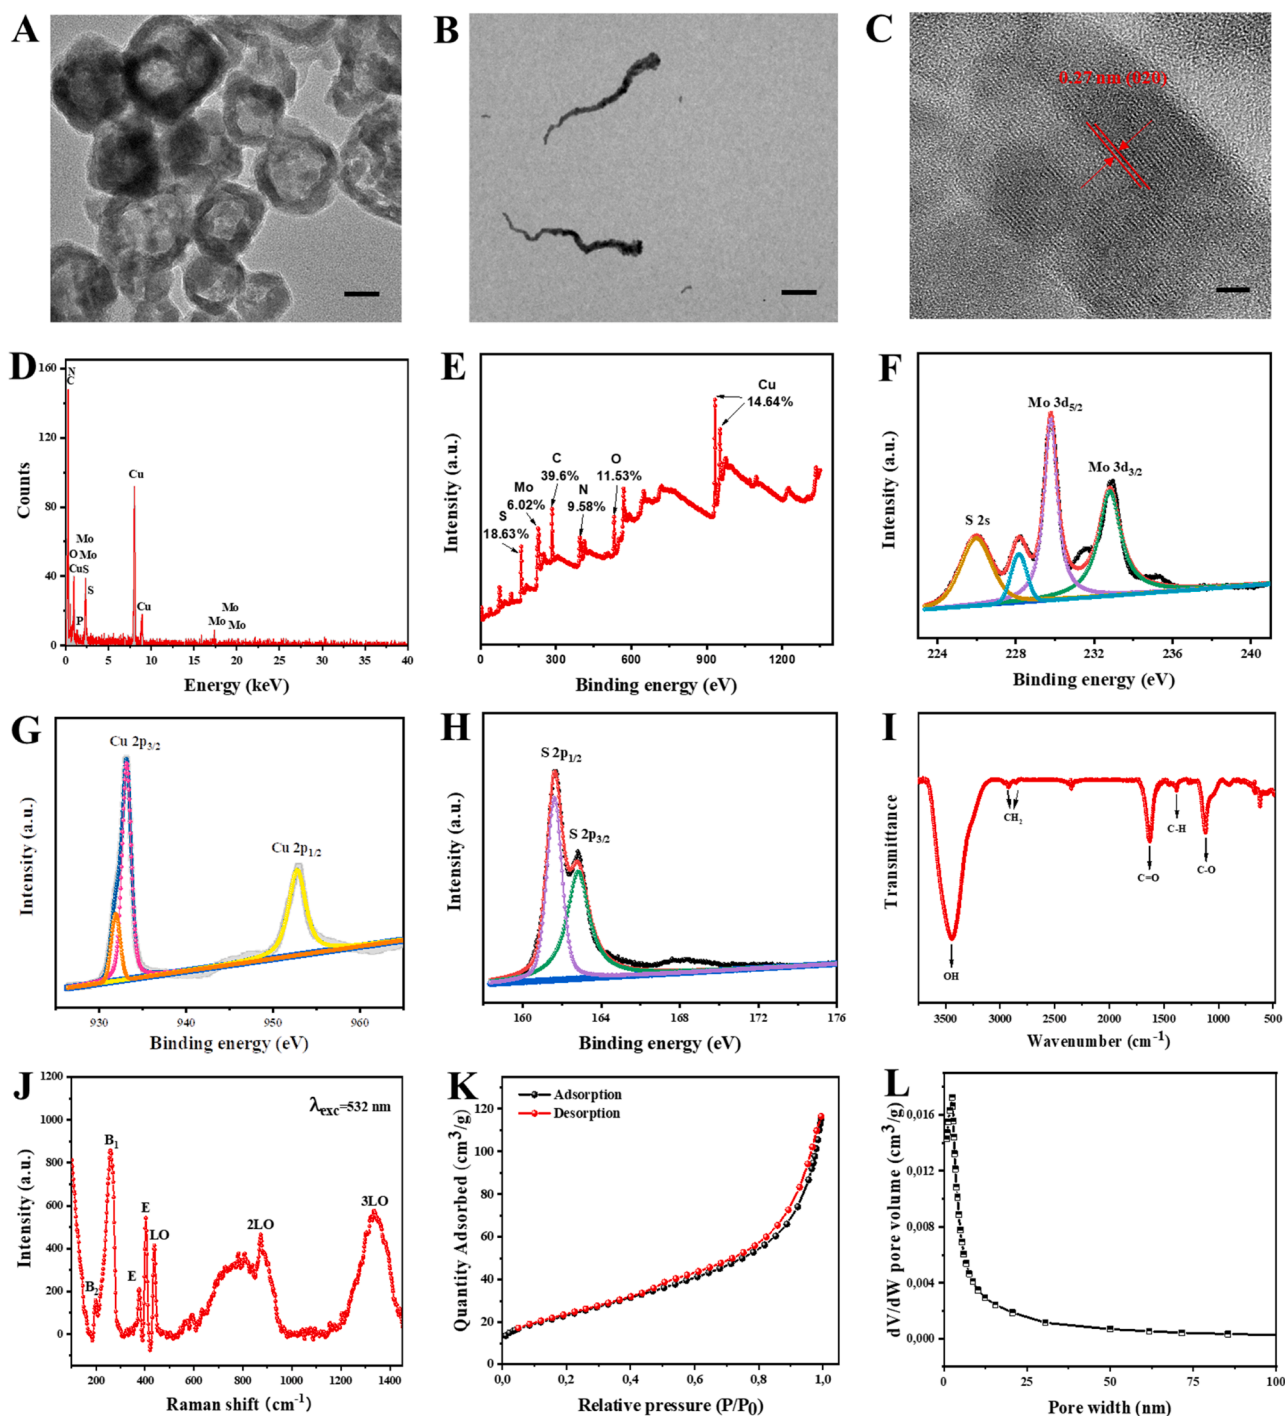 A
B
C
0.27 nm (020)
D
160
120
80
40
0
Counts
N
C
O
CuS
Mo
Mo
S
P
Cu
Cu
Mo
Mo
Mo
0 5 10 15 20 25 30 35 40
Energy (keV)
E
Intensity (a.u.)
S
18.63%
Mo
6.02%
C
39.6%
N
9.58%
O
11.53%
Cu
14.64%
0 300 600 900 1200
Binding energy (eV)
F
Intensity (a.u.)
S 2s
Mo 3d5/2
Mo 3d3/2
224 228 232 236 240
Binding energy (eV)
G
Intensity (a.u.)
Cu 2p3/2
Cu 2p1/2
930 940 950 960
Binding energy (eV)
H
Intensity (a.u.)
S 2p1/2
S 2p3/2
160 164 168 172 176
Binding energy (eV)
I
Transmittance
OH
CH2
C=O
C-H
C-O
3500 3000 2500 2000 1500 1000 500
Wavenumber (cm-1)
J
1200
1000
800
600
400
200
0
Intensity (a.u.)
λexc=532 nm
B2
B1
E
E
LO
2LO
3LO
200 400 600 800 1000 1200 1400
Raman shift (cm-1)
K
Adsorption
Desorption
120
100
80
60
40
20
0
Quantity Adsorbed (cm3/g)
0,0 0,2 0,4 0,6 0,8 1,0
Relative pressure (P/P0)
L
0,016
0,012
0,008
0,004
0,000
dV/dW pore volume (cm3/g)
0 25 50 75 100
Pore width (nm)